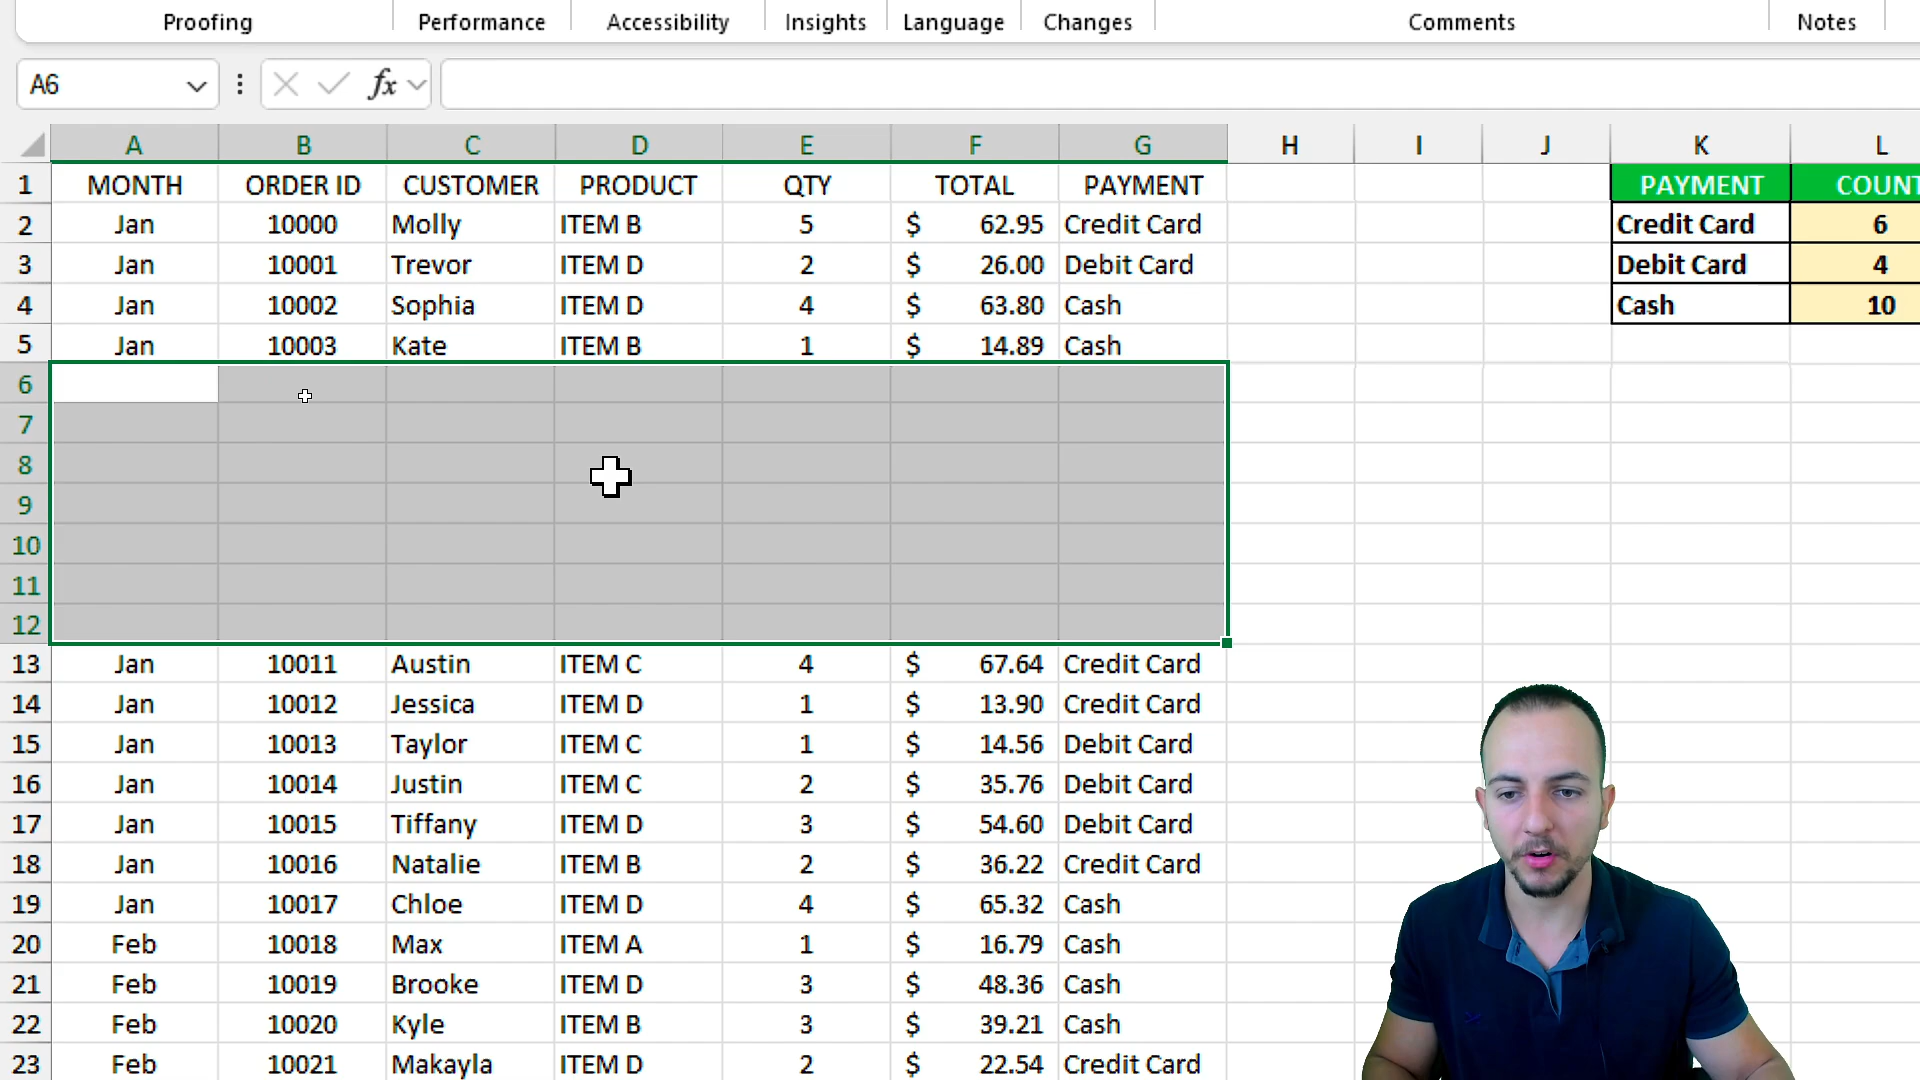 Proofing Performance Accessibility Insights Language Changes Comments Notes
A6 fx
A B C D E F G H I J K L
1 MONTH ORDER ID CUSTOMER PRODUCT QTY TOTAL PAYMENT PAYMENT COUNT
2 Jan 10000 Molly ITEM B 5 $ 62.95 Credit Card Credit Card 6
3 Jan 10001 Trevor ITEM D 2 $ 26.00 Debit Card Debit Card 4
4 Jan 10002 Sophia ITEM D 4 $ 63.80 Cash Cash 10
5 Jan 10003 Kate ITEM B 1 $ 14.89 Cash
6
7
8
9
10
11
12
13 Jan 10011 Austin ITEM C 4 $ 67.64 Credit Card
14 Jan 10012 Jessica ITEM D 1 $ 13.90 Credit Card
15 Jan 10013 Taylor ITEM C 1 $ 14.56 Debit Card
16 Jan 10014 Justin ITEM C 2 $ 35.76 Debit Card
17 Jan 10015 Tiffany ITEM D 3 $ 54.60 Debit Card
18 Jan 10016 Natalie ITEM B 2 $ 36.22 Credit Card
19 Jan 10017 Chloe ITEM D 4 $ 65.32 Cash
20 Feb 10018 Max ITEM A 1 $ 16.79 Cash
21 Feb 10019 Brooke ITEM D 3 $ 48.36 Cash
22 Feb 10020 Kyle ITEM B 3 $ 39.21 Cash
23 Feb 10021 Makayla ITEM D 2 $ 22.54 Credit Card